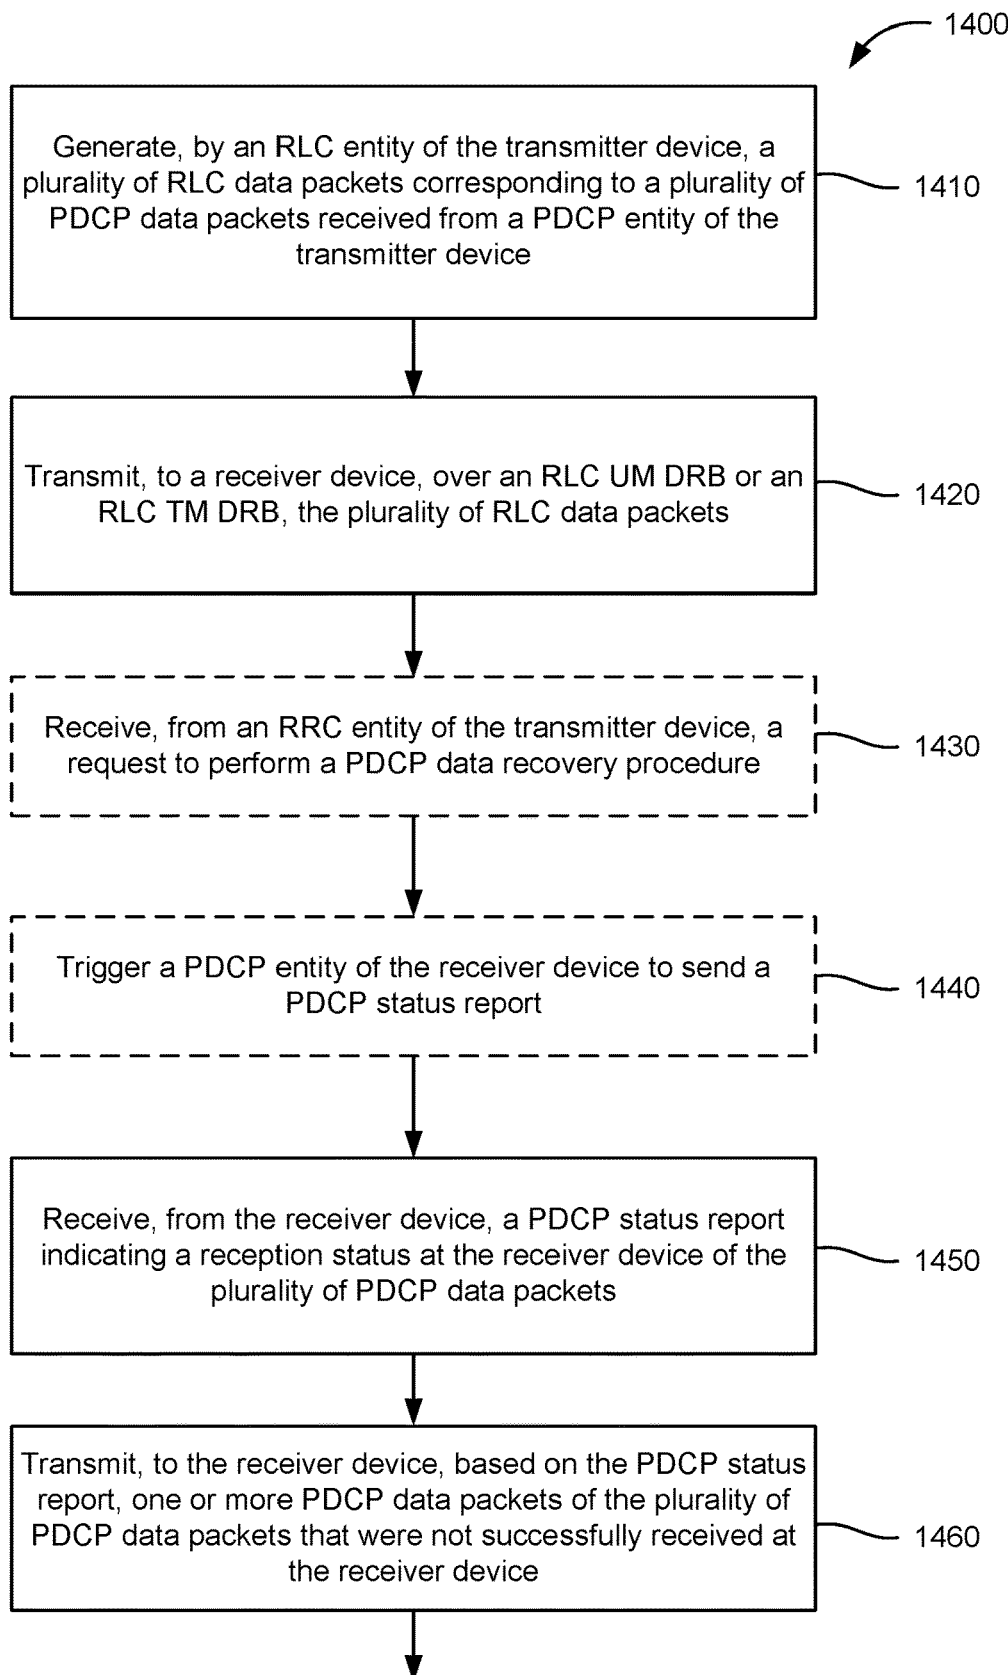 1400
Generate, by an RLC entity of the transmitter device, a
plurality of RLC data packets corresponding to a plurality of
PDCP data packets received from a PDCP entity of the
transmitter device
1410
Transmit, to a receiver device, over an RLC UM DRB or an
RLC TM DRB, the plurality of RLC data packets
1420
Receive, from an RRC entity of the transmitter device, a
request to perform a PDCP data recovery procedure
1430
Trigger a PDCP entity of the receiver device to send a
PDCP status report
1440
Receive, from the receiver device, a PDCP status report
indicating a reception status at the receiver device of the
plurality of PDCP data packets
1450
Transmit, to the receiver device, based on the PDCP status
report, one or more PDCP data packets of the plurality of
PDCP data packets that were not successfully received at
the receiver device
1460